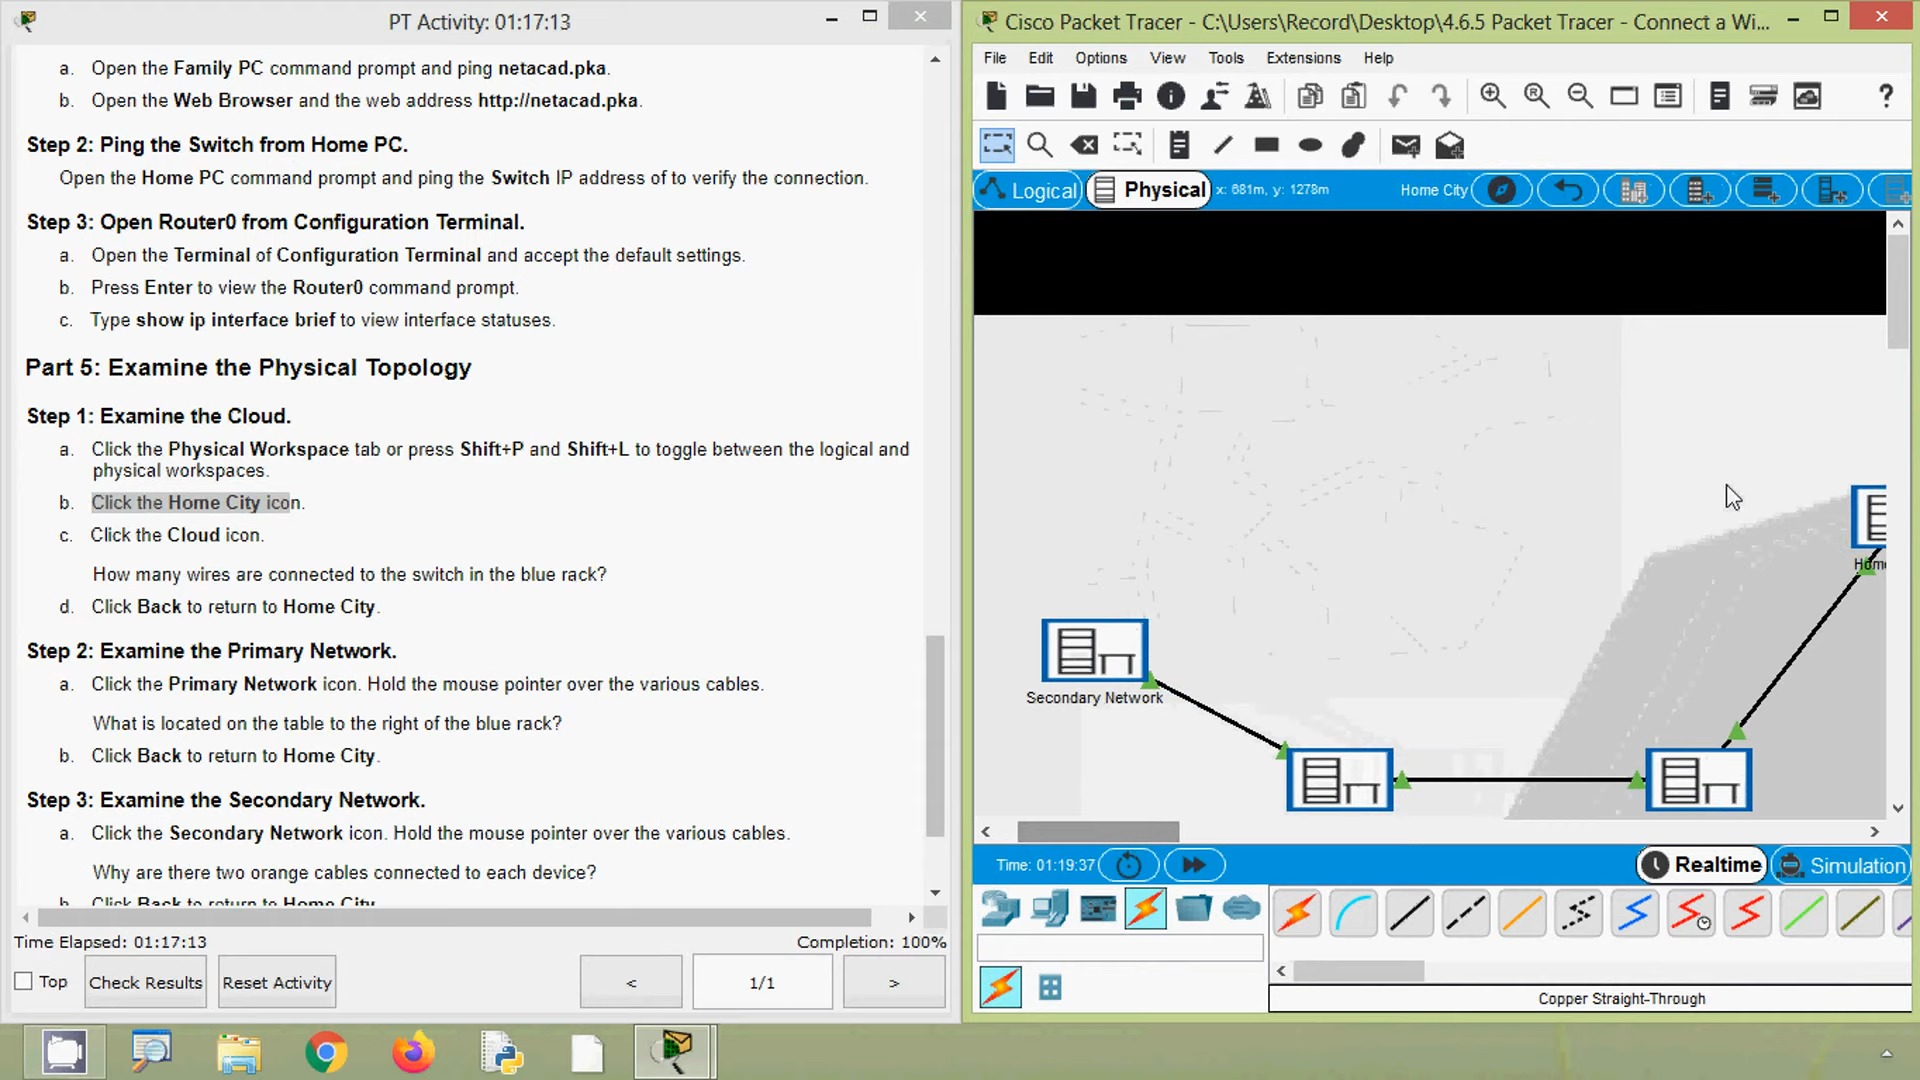 PT Activity: 01:17:13
a. Open the Family PC command prompt and ping netacad.pka.
b. Open the Web Browser and the web address http://netacad.pka.
Step 2: Ping the Switch from Home PC.
Open the Home PC command prompt and ping the Switch IP address of to verify the connection.
Step 3: Open Router0 from Configuration Terminal.
a. Open the Terminal of Configuration Terminal and accept the default settings.
b. Press Enter to view the Router0 command prompt.
c. Type show ip interface brief to view interface statuses.
Part 5: Examine the Physical Topology
Step 1: Examine the Cloud.
a. Click the Physical Workspace tab or press Shift+P and Shift+L to toggle between the logical and
physical workspaces.
b. Click the Home City icon.
c. Click the Cloud icon.
How many wires are connected to the switch in the blue rack?
d. Click Back to return to Home City.
Step 2: Examine the Primary Network.
a. Click the Primary Network icon. Hold the mouse pointer over the various cables.
What is located on the table to the right of the blue rack?
b. Click Back to return to Home City.
Step 3: Examine the Secondary Network.
a. Click the Secondary Network icon. Hold the mouse pointer over the various cables.
Why are there two orange cables connected to each device?
b. Click Back to return to Home City.
Time Elapsed: 01:17:13
Completion: 100%
Top
Check Results
Reset Activity
<
1/1
>
Cisco Packet Tracer - C:\Users\Record\Desktop\4.6.5 Packet Tracer - Connect a Wi...
File Edit Options View Tools Extensions Help
Logical
Physical
x: 681m, y: 1278m
Home City
Home
Secondary Network
Time: 01:19:37
Realtime
Simulation
Copper Straight-Through